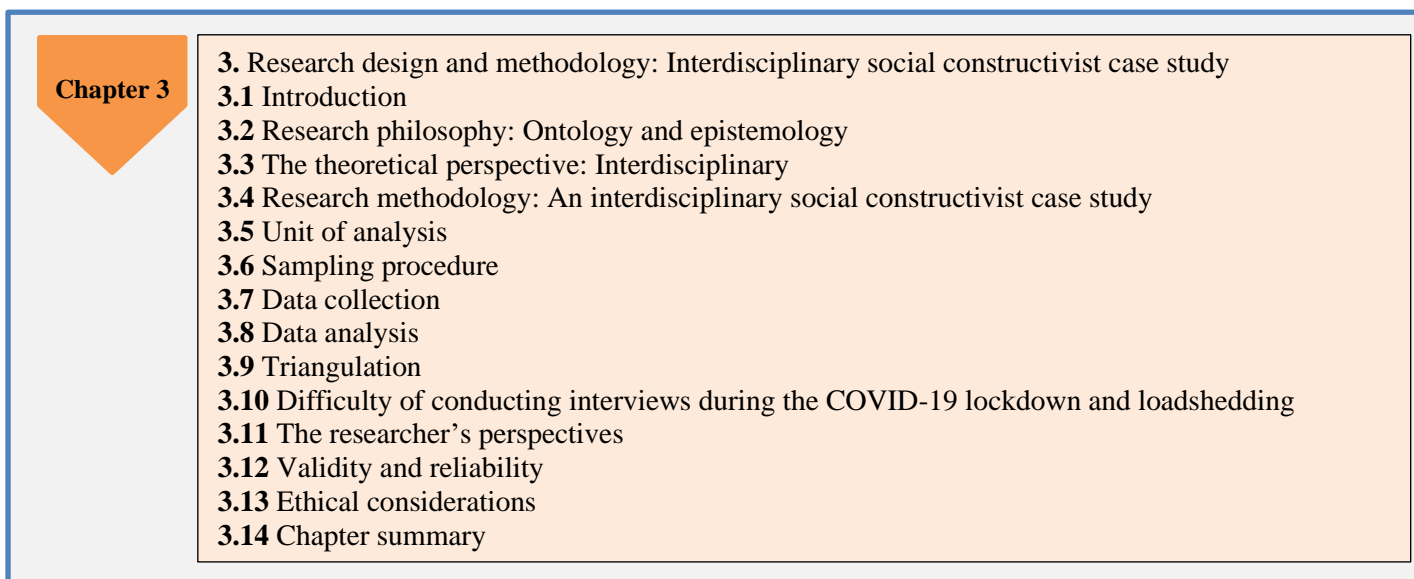 Chapter 3
3. Research design and methodology: Interdisciplinary social constructivist case study
3.1 Introduction
3.2 Research philosophy: Ontology and epistemology
3.3 The theoretical perspective: Interdisciplinary
3.4 Research methodology: An interdisciplinary social constructivist case study
3.5 Unit of analysis
3.6 Sampling procedure
3.7 Data collection
3.8 Data analysis
3.9 Triangulation
3.10 Difficulty of conducting interviews during the COVID-19 lockdown and loadshedding
3.11 The researcher’s perspectives
3.12 Validity and reliability
3.13 Ethical considerations
3.14 Chapter summary